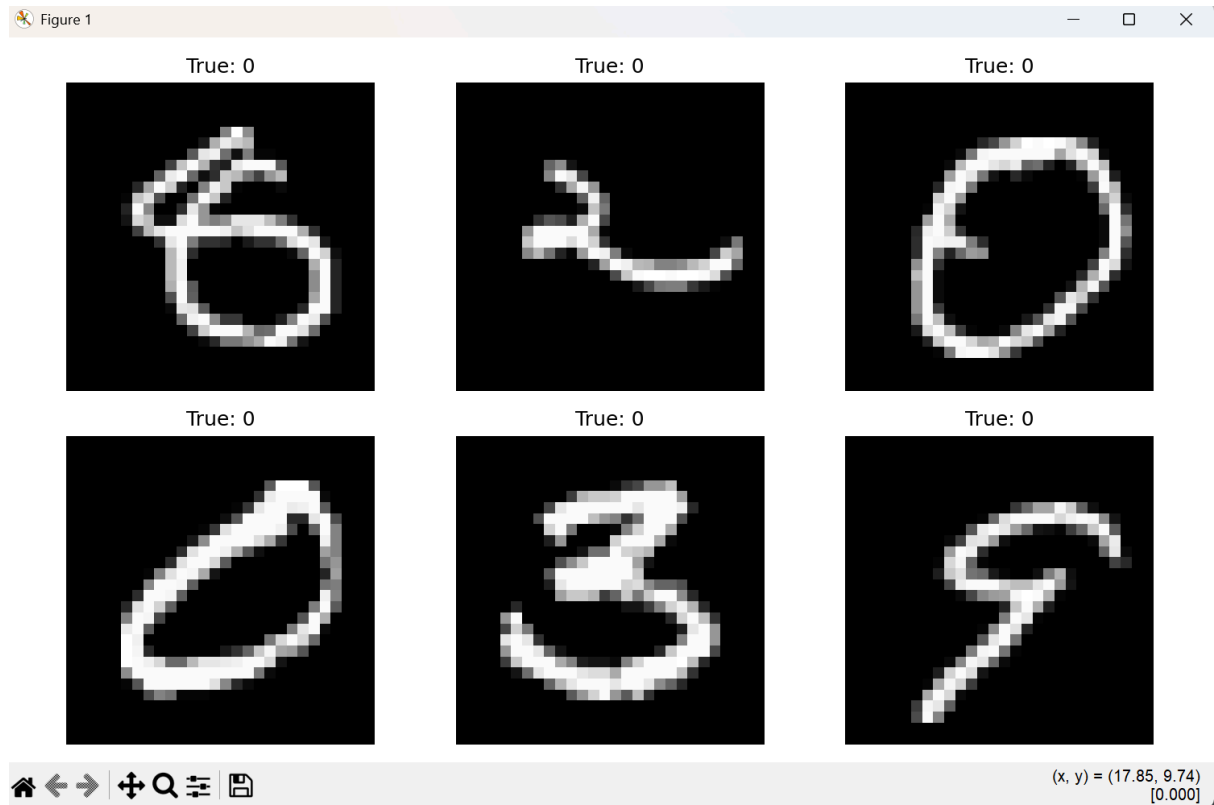 Figure 1
True: 0 True: 0 True: 0
True: 0 True: 0 True: 0
(x, y) = (17.85, 9.74)
[0.000]